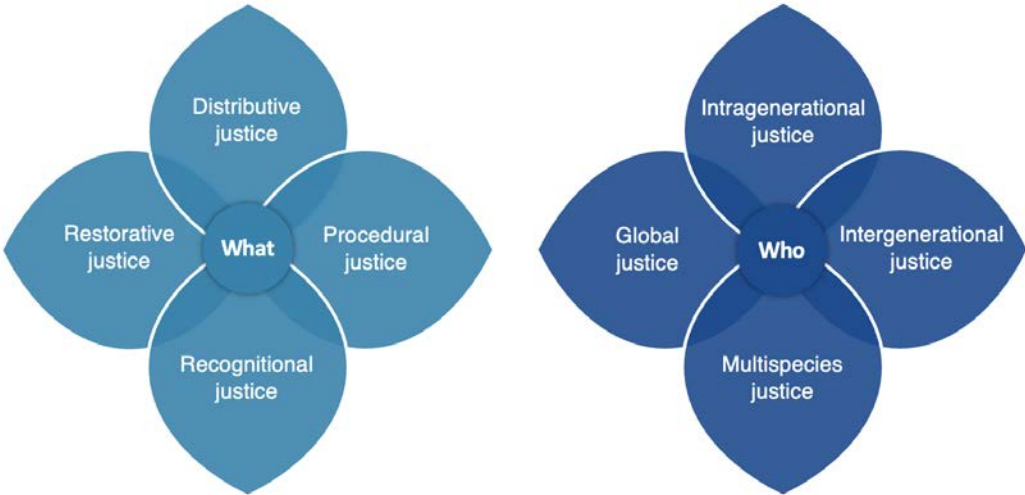 Distributive
justice
Restorative
justice
What
Procedural
justice
Recognitional
justice
Intragenerational
justice
Global
justice
Who
Intergenerational
justice
Multispecies
justice